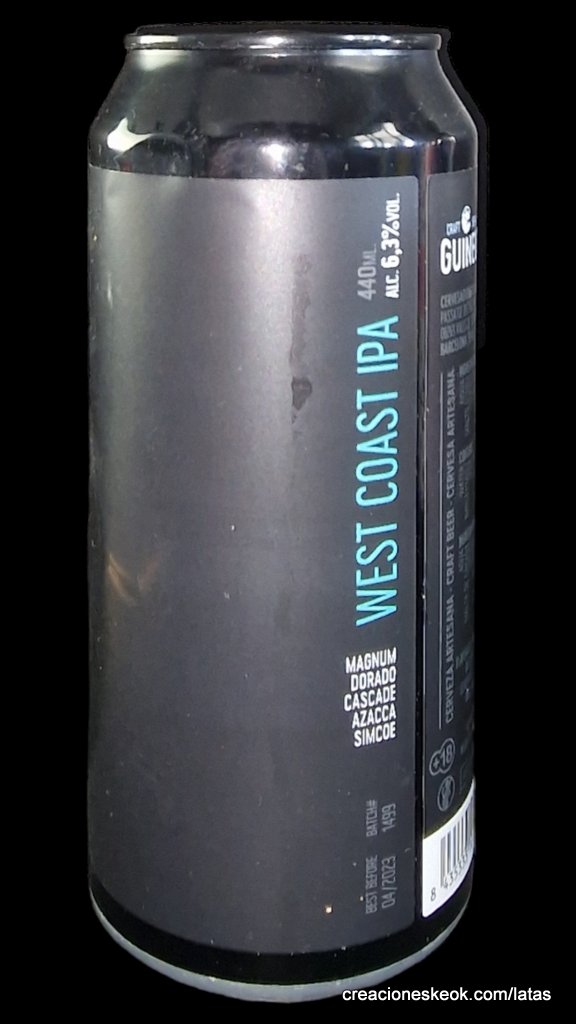 WEST COAST IPA
440ML.
ALC. 6,3%VOL.
MAGNUM
DORADO
CASCADE
AZACCA
SIMCOE
BEST BEFORE
04/2023
BATCH#
1499
CRAFT
CERVEZA ARTESANA - CRAFT BEER - CERVESA ARTESANA
+18
creacioneskeok.com/latas